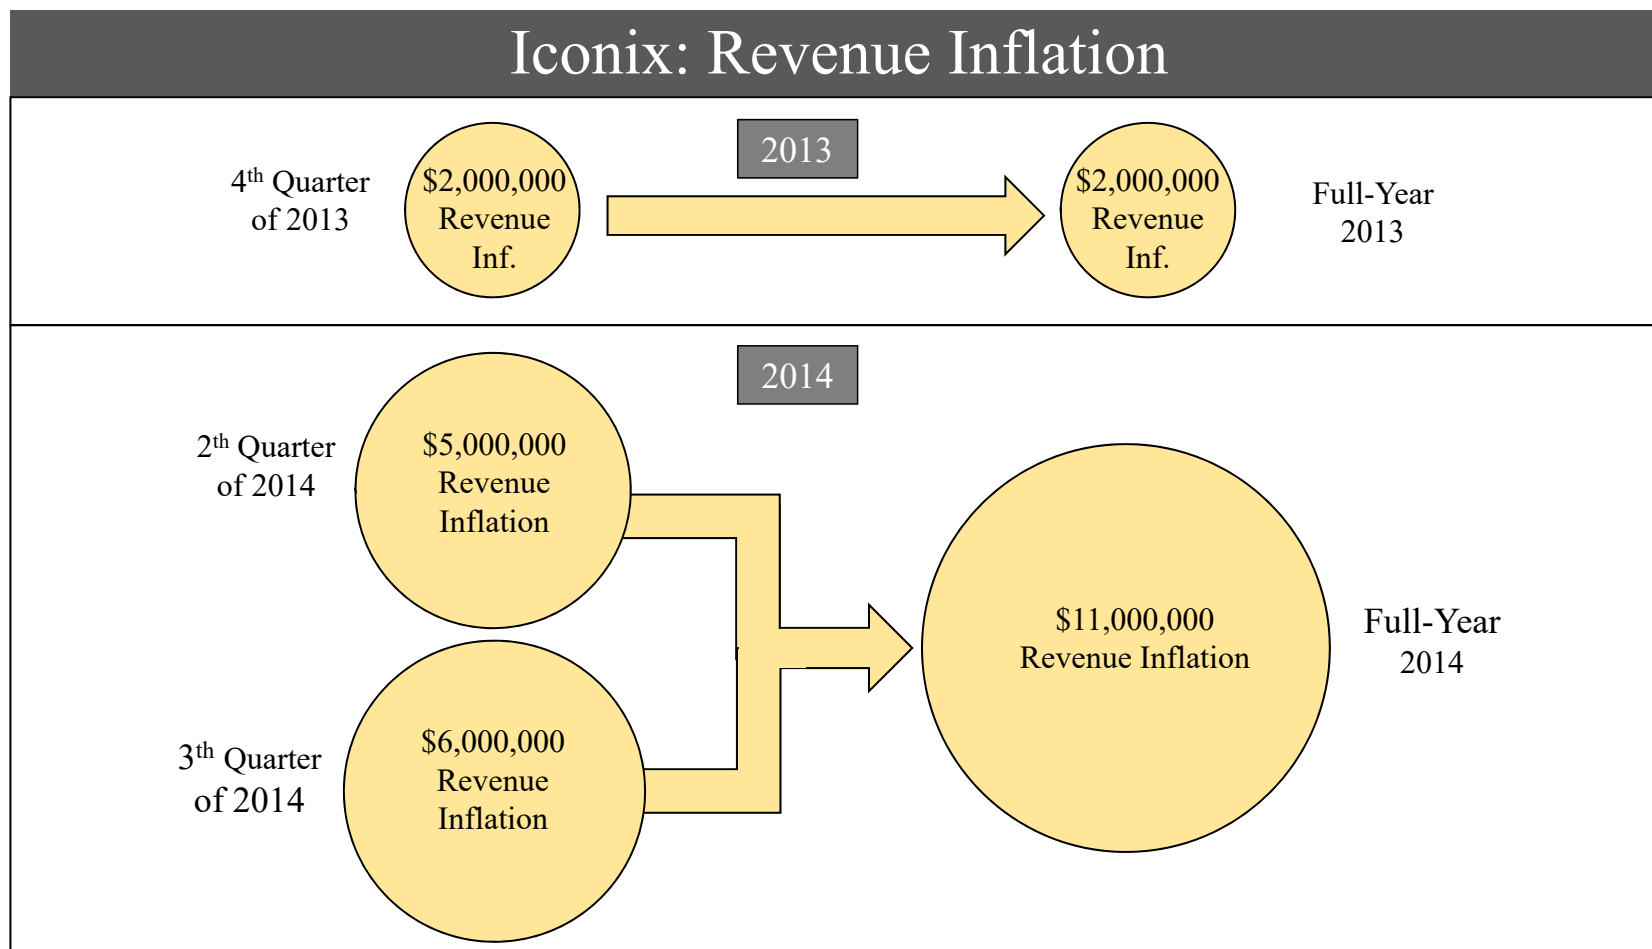 Iconix: Revenue Inflation
2013
4th Quarter
of 2013
$2,000,000
Revenue
Inf.
$2,000,000
Revenue
Inf.
Full-Year
2013
2014
2th Quarter
of 2014
$5,000,000
Revenue
Inflation
3th Quarter
of 2014
$6,000,000
Revenue
Inflation
$11,000,000
Revenue Inflation
Full-Year
2014